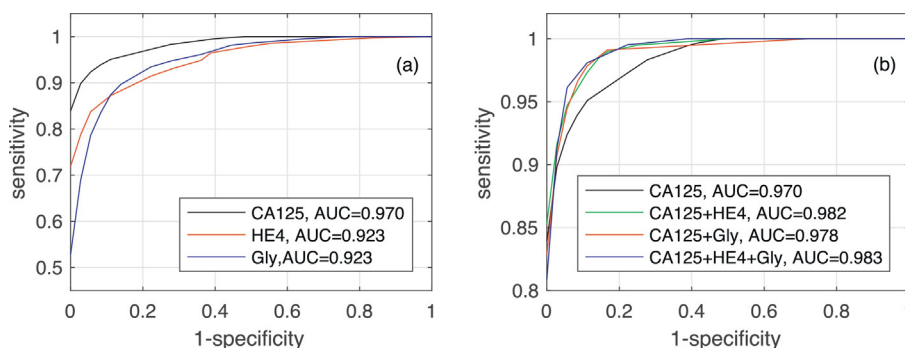 1
0.9
0.8
0.7
0.6
0.5
sensitivity
(a)
CA125, AUC=0.970
HE4, AUC=0.923
Gly,AUC=0.923
0 0.2 0.4 0.6 0.8 1
1-specificity
1
0.95
0.9
0.85
0.8
sensitivity
(b)
CA125, AUC=0.970
CA125+HE4, AUC=0.982
CA125+Gly, AUC=0.978
CA125+HE4+Gly, AUC=0.983
0 0.2 0.4 0.6 0.8 1
1-specificity